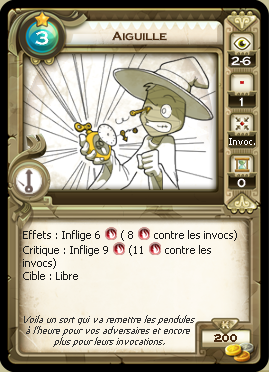 Aiguille
3
2-6
1
Invoc.
0
Effets : Inflige 6 ( 8 contre les invocs)
Critique : Inflige 9 (11 contre les
invocs)
Cible : Libre
Voila un sort qui va remettre les pendules
à l'heure pour vos adversaires et encore
plus pour leurs invocations.
200